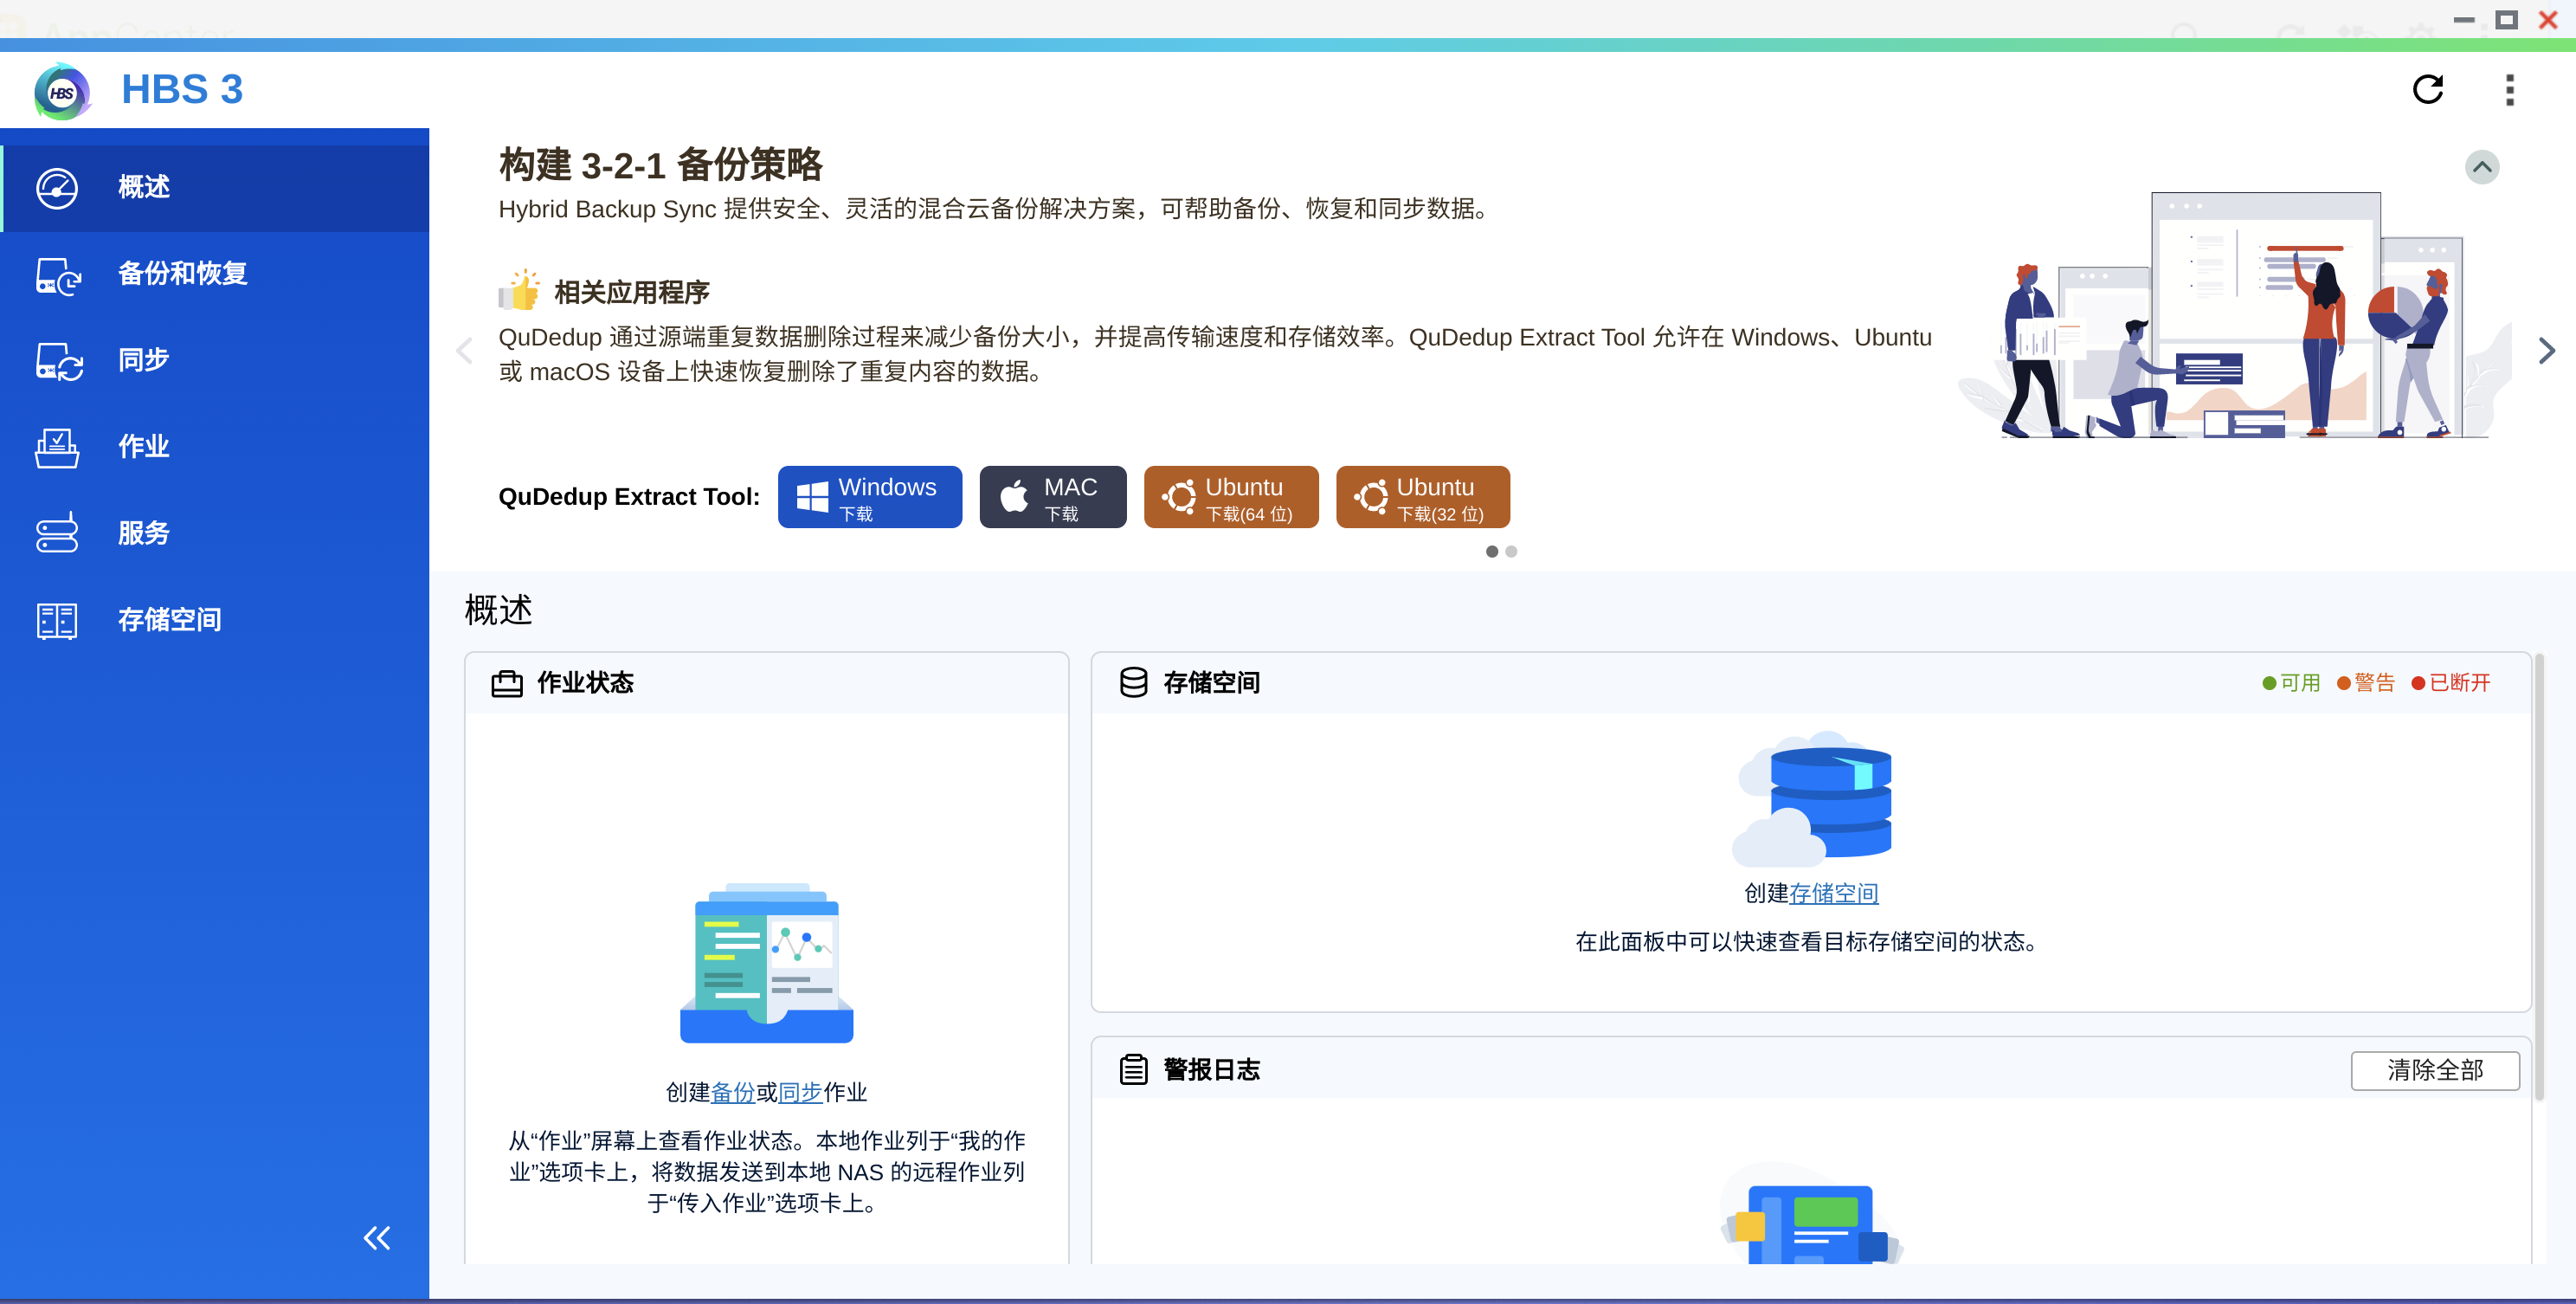 AppCenter
HBS
HBS 3
概述
备份和恢复
同步
作业
服务
存储空间
构建 3-2-1 备份策略
Hybrid Backup Sync 提供安全、灵活的混合云备份解决方案，可帮助备份、恢复和同步数据。
相关应用程序
QuDedup 通过源端重复数据删除过程来减少备份大小，并提高传输速度和存储效率。QuDedup Extract Tool 允许在 Windows、Ubuntu
或 macOS 设备上快速恢复删除了重复内容的数据。
QuDedup Extract Tool:
Windows
下载
MAC
下载
Ubuntu
下载(64 位)
Ubuntu
下载(32 位)
概述
作业状态
创建备份或同步作业
从“作业”屏幕上查看作业状态。本地作业列于“我的作
业”选项卡上，将数据发送到本地 NAS 的远程作业列
于“传入作业”选项卡上。
存储空间
可用
警告
已断开
创建存储空间
在此面板中可以快速查看目标存储空间的状态。
警报日志
清除全部